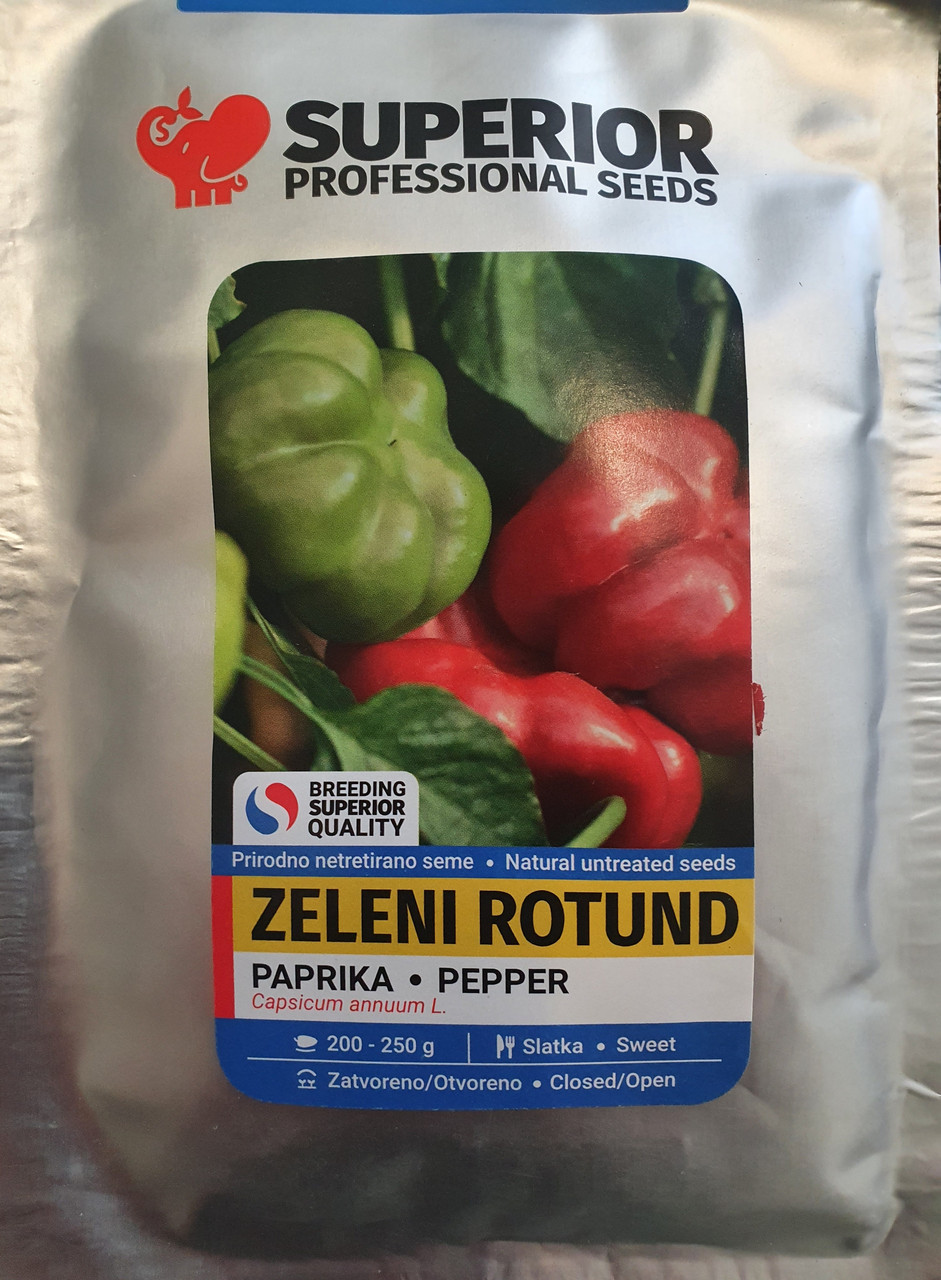 SUPERIOR
PROFESSIONAL SEEDS
BREEDING
SUPERIOR
QUALITY
Prirodno netretirano seme • Natural untreated seeds
ZELENI ROTUND
PAPRIKA • PEPPER
Capsicum annuum L.
200 - 250 g | Slatka • Sweet
Zatvoreno/Otvoreno • Closed/Open